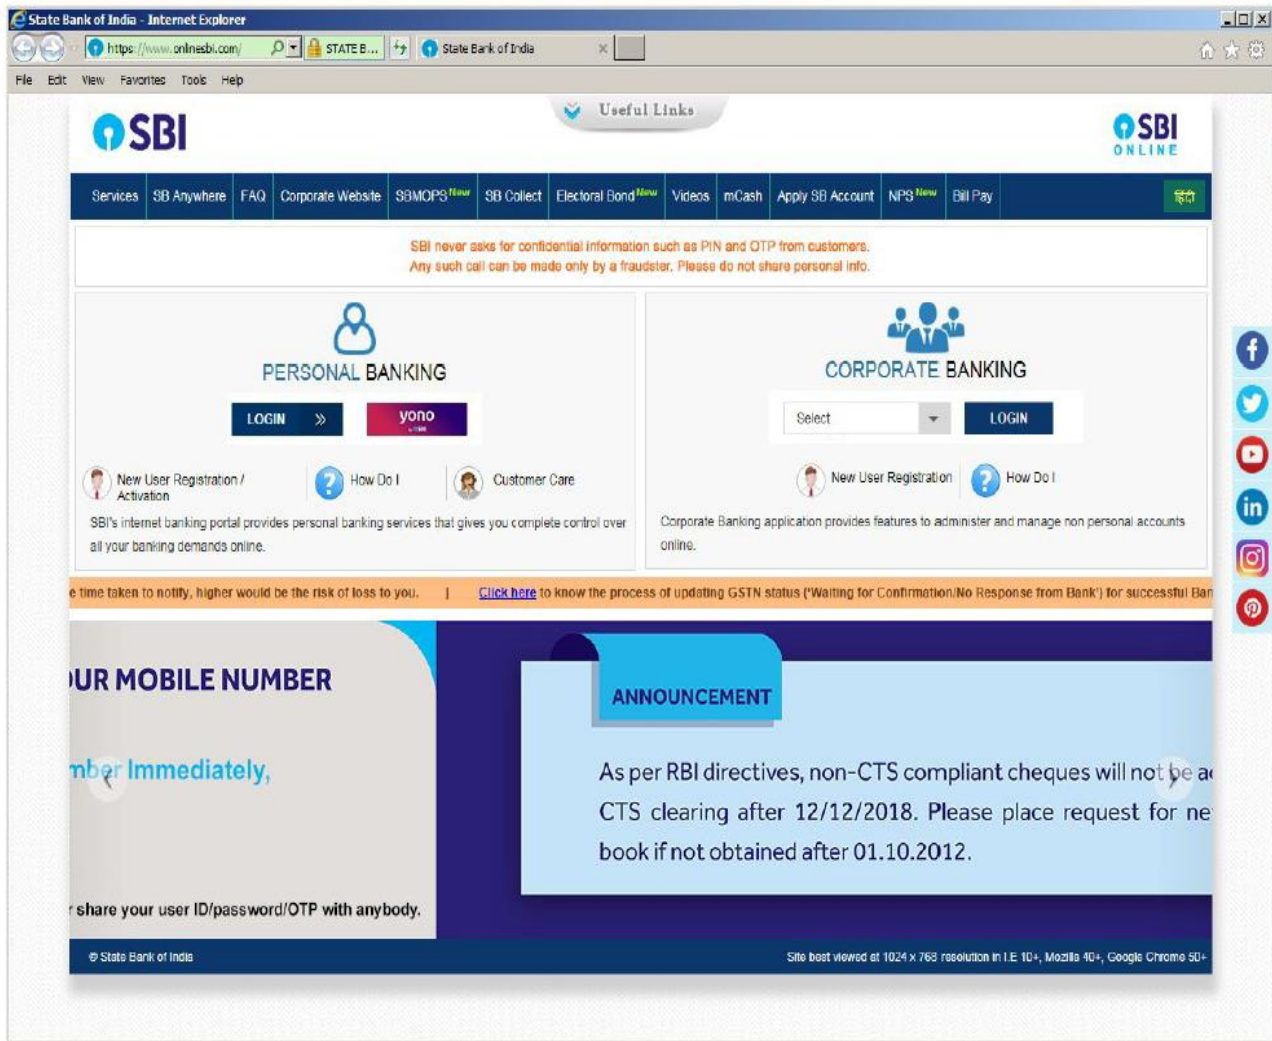 State Bank of India - Internet Explorer
https://www.onlinesbi.com/ STATE B... State Bank of India
File Edit View Favorites Tools Help
Useful Links
SBI
SBI
ONLINE
Services SB Anywhere FAQ Corporate Website SBMOPS New SB Collect Electoral Bond New Videos mCash Apply SB Account NPS New Bill Pay हिंदी
SBI never asks for confidential information such as PIN and OTP from customers.
Any such call can be made only by a fraudster. Please do not share personal info.
PERSONAL BANKING
LOGIN » yono
New User Registration / Activation
How Do I
Customer Care
SBI's internet banking portal provides personal banking services that gives you complete control over
all your banking demands online.
CORPORATE BANKING
Select LOGIN
New User Registration
How Do I
Corporate Banking application provides features to administer and manage non personal accounts
online.
e time taken to notify, higher would be the risk of loss to you. | Click here to know the process of updating GSTN status ('Waiting for Confirmation/No Response from Bank') for successful Ban
OUR MOBILE NUMBER
mber Immediately,
r share your user ID/password/OTP with anybody.
ANNOUNCEMENT
As per RBI directives, non-CTS compliant cheques will not be a
CTS clearing after 12/12/2018. Please place request for ne
book if not obtained after 01.10.2012.
© State Bank of India
Site best viewed at 1024 x 768 resolution in I.E 10+, Mozilla 40+, Google Chrome 50+